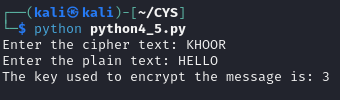 ┌──(kali㉿kali)-[~/CYS]
└─$ python python4_5.py
Enter the cipher text: KHOOR
Enter the plain text: HELLO
The key used to encrypt the message is: 3